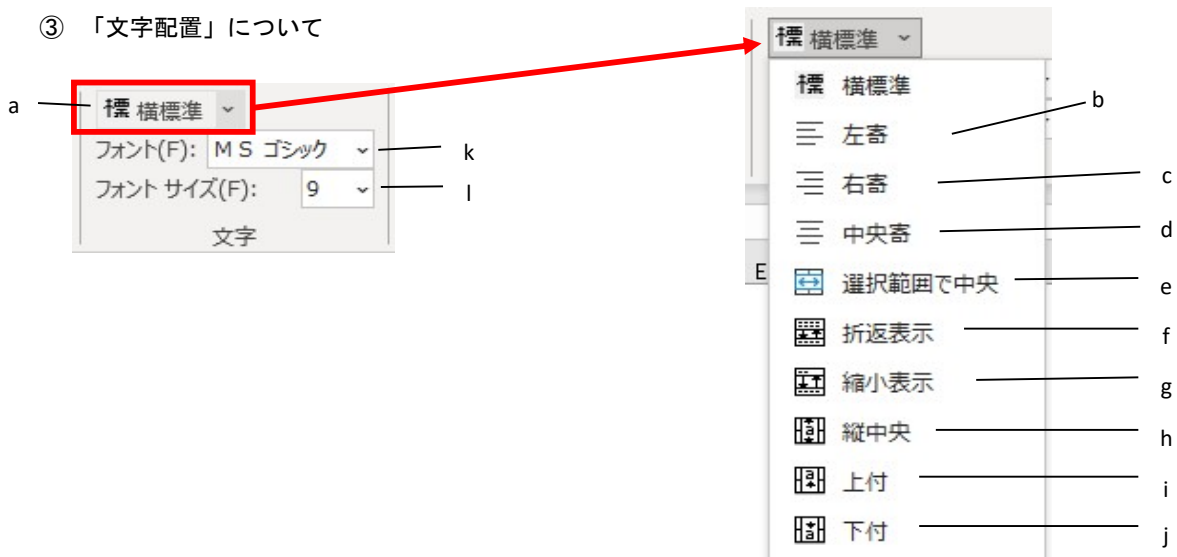 ③ 「文字配置」について
a
標 横標準
フォント(F): ＭＳ ゴシック
k
フォント サイズ(F): 9
l
文字
標 横標準
標 横標準
左寄
b
右寄
c
中央寄
d
E
選択範囲で中央
e
折返表示
f
縮小表示
g
縦中央
h
上付
i
下付
j